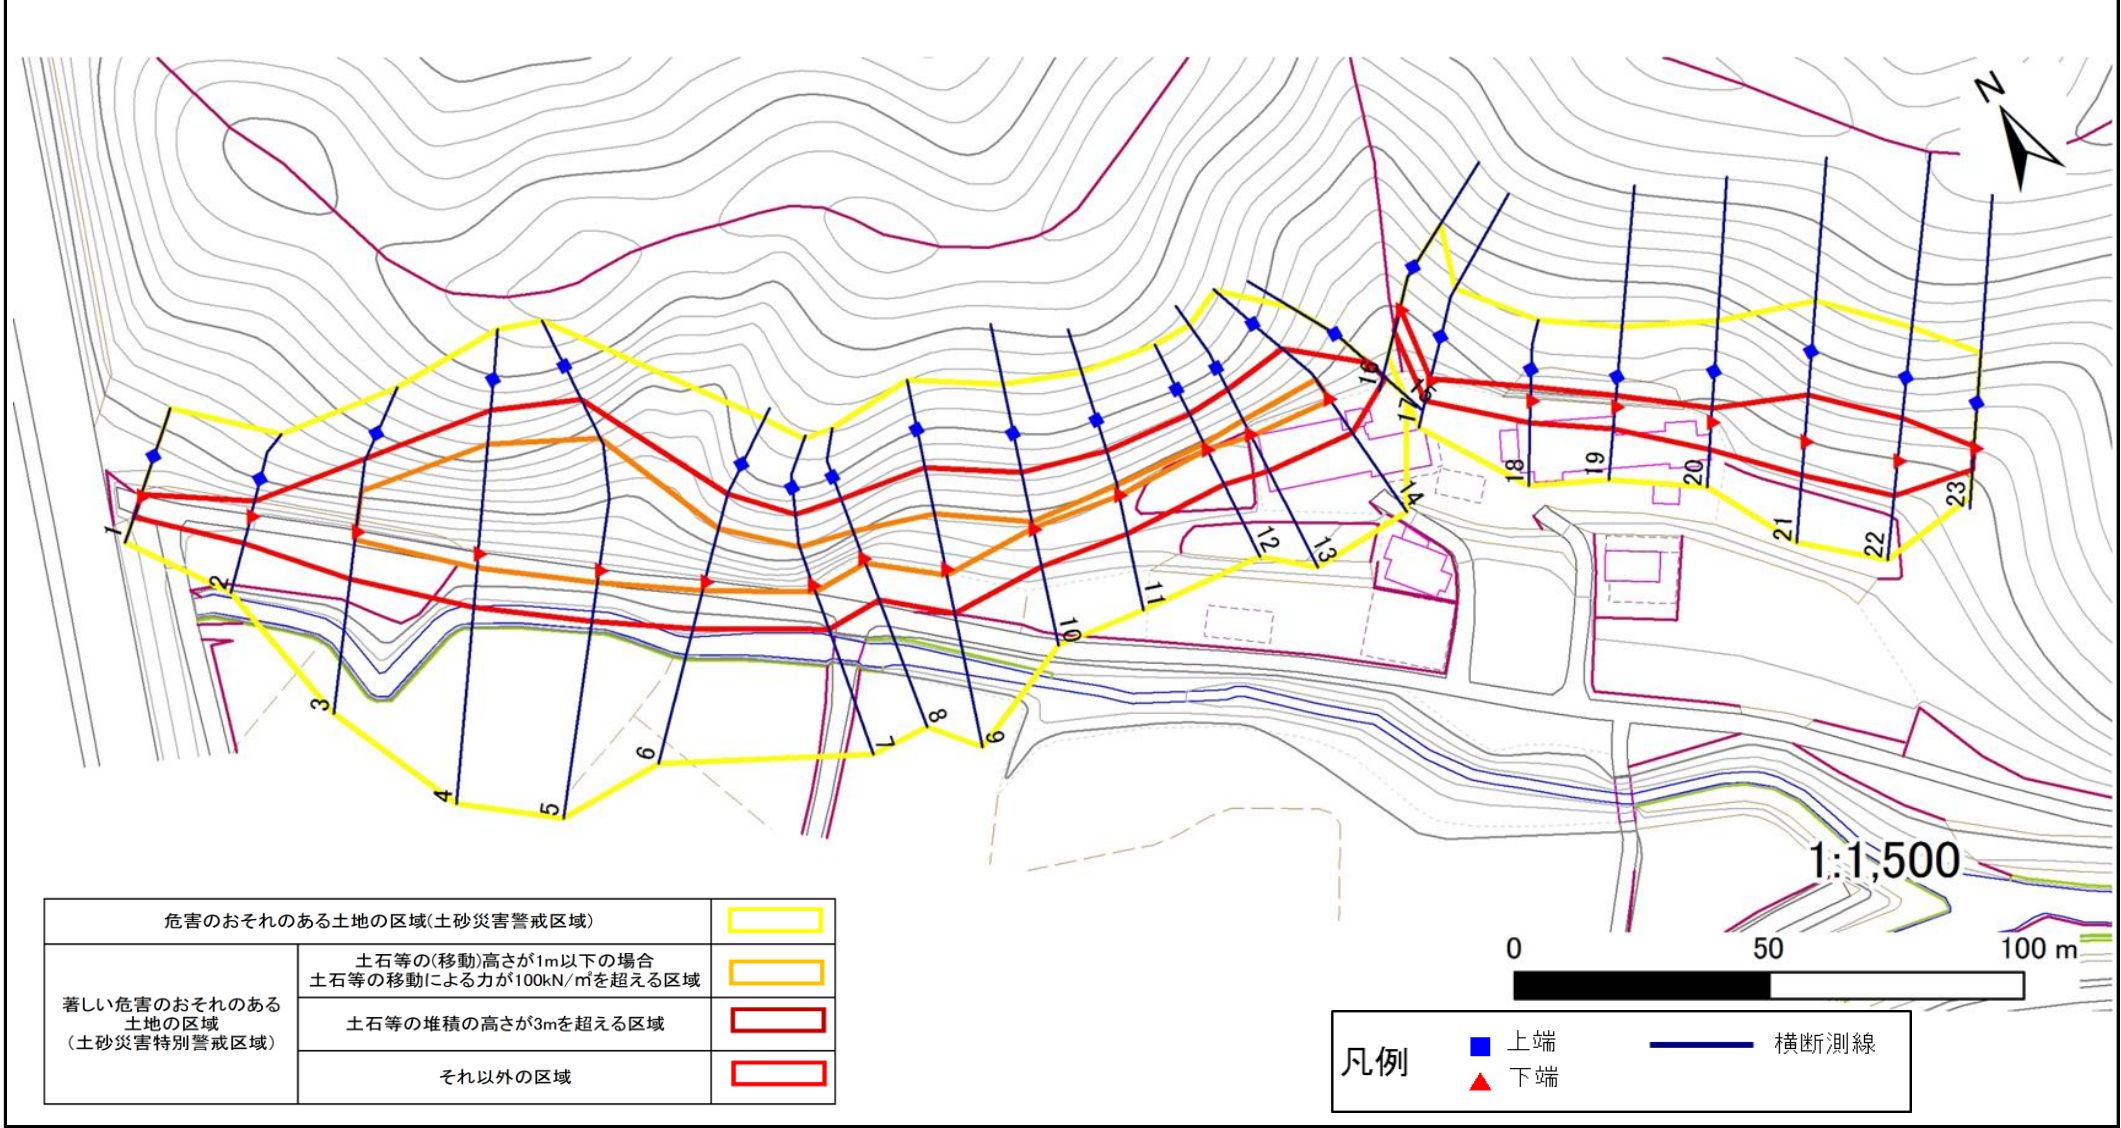 N
1
2
3
4
5
6
7
8
9
10
11
12
13
14
15
16
17
18
19
20
21
22
23
1:1,500
0 50 100 m
危害のおそれのある土地の区域(土砂災害警戒区域)
著しい危害のおそれのある
土地の区域
(土砂災害特別警戒区域)
土石等の(移動)高さが1m以下の場合
土石等の移動による力が100kN/㎡を超える区域
土石等の堆積の高さが3mを超える区域
それ以外の区域
凡例
上端
下端
横断測線